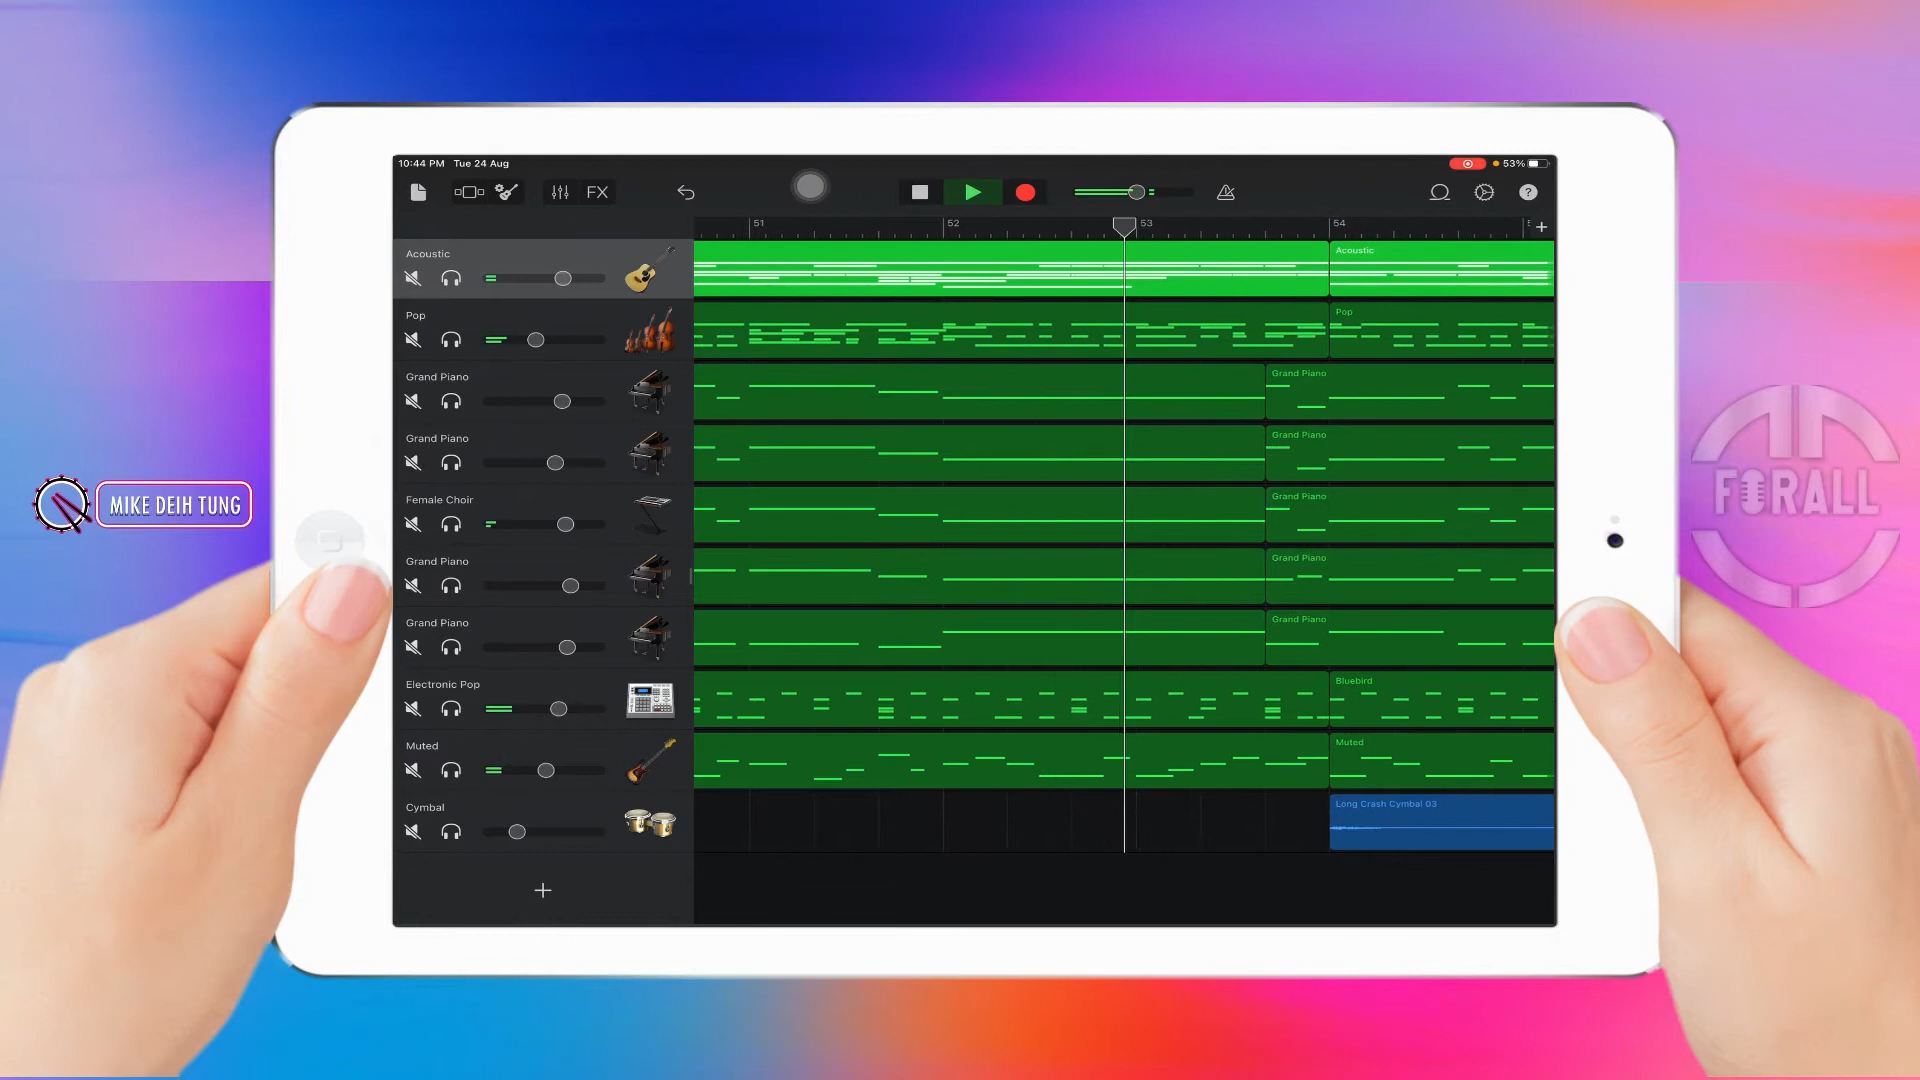 10:44 PM Tue 24 Aug
53%
FX
51 52 53 54
Acoustic
Acoustic
Pop
Pop
Grand Piano
Grand Piano
Grand Piano
Grand Piano
Female Choir
Grand Piano
Grand Piano
Grand Piano
Grand Piano
Grand Piano
Electronic Pop
Bluebird
Muted
Muted
Cymbal
Long Crash Cymbal 03
MIKE DEIH TUNG
FORALL